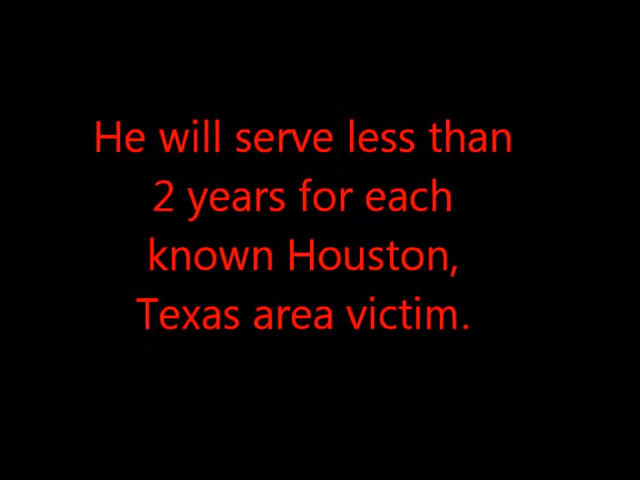 He will serve less than
2 years for each
known Houston,
Texas area victim.